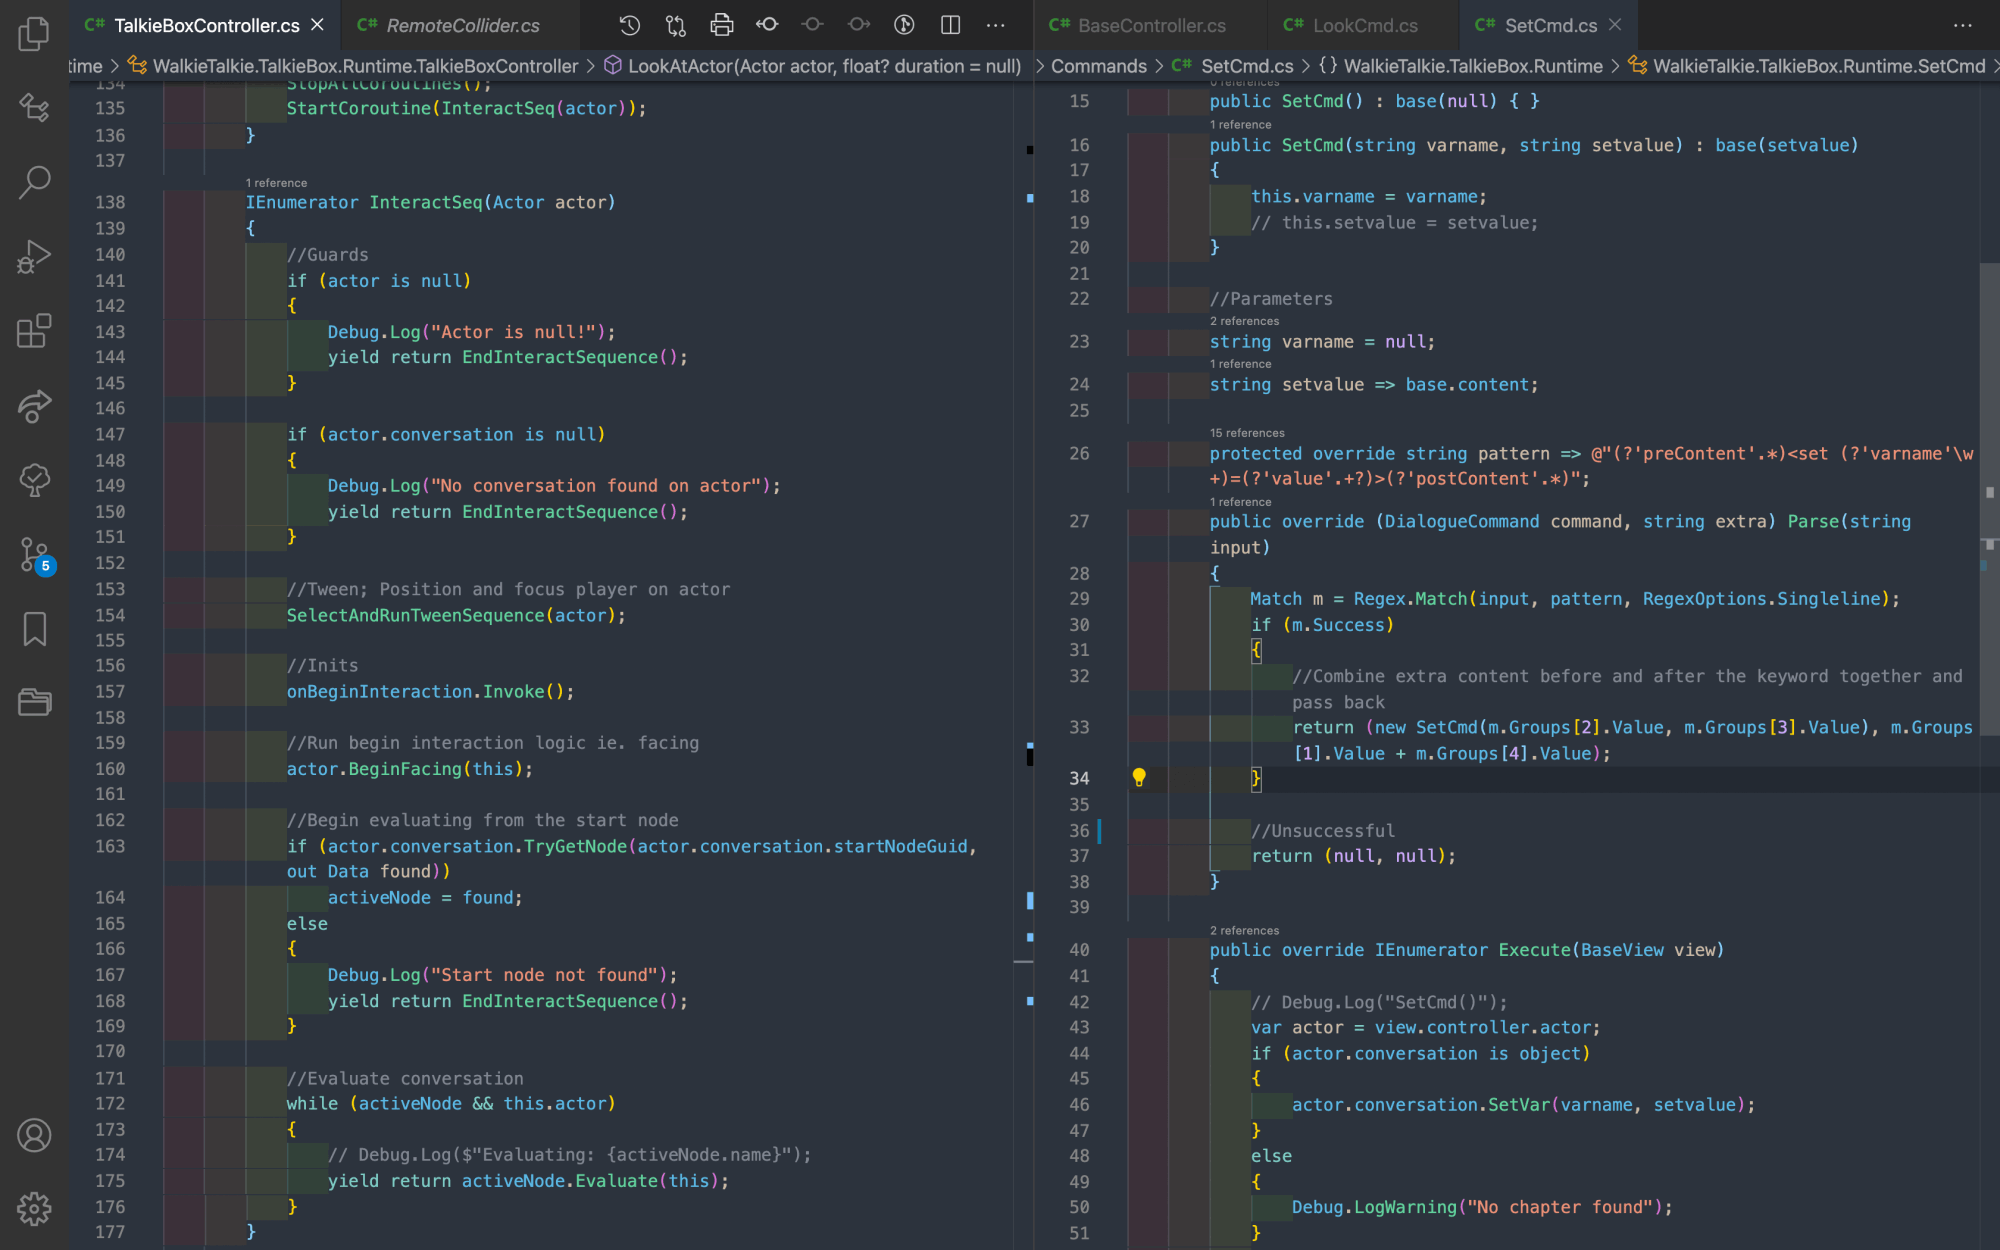 C# TalkieBoxController.cs
C# RemoteCollider.cs
C# BaseController.cs
C# LookCmd.cs
C# SetCmd.cs
time > WalkieTalkie.TalkieBox.Runtime.TalkieBoxController > LookAtActor(Actor actor, float? duration = null)
> Commands > C# SetCmd.cs > {} WalkieTalkie.TalkieBox.Runtime > WalkieTalkie.TalkieBox.Runtime.SetCmd >
5
134 StopAllCoroutines();
135 StartCoroutine(InteractSeq(actor));
136 }
137
1 reference
138 IEnumerator InteractSeq(Actor actor)
139 {
140 //Guards
141 if (actor is null)
142 {
143 Debug.Log("Actor is null!");
144 yield return EndInteractSequence();
145 }
146
147 if (actor.conversation is null)
148 {
149 Debug.Log("No conversation found on actor");
150 yield return EndInteractSequence();
151 }
152
153 //Tween; Position and focus player on actor
154 SelectAndRunTweenSequence(actor);
155
156 //Inits
157 onBeginInteraction.Invoke();
158
159 //Run begin interaction logic ie. facing
160 actor.BeginFacing(this);
161
162 //Begin evaluating from the start node
163 if (actor.conversation.TryGetNode(actor.conversation.startNodeGuid,
out Data found))
164 activeNode = found;
165 else
166 {
167 Debug.Log("Start node not found");
168 yield return EndInteractSequence();
169 }
170
171 //Evaluate conversation
172 while (activeNode && this.actor)
173 {
174 // Debug.Log($"Evaluating: {activeNode.name}");
175 yield return activeNode.Evaluate(this);
176 }
177 }
0 references
15 public SetCmd() : base(null) { }
1 reference
16 public SetCmd(string varname, string setvalue) : base(setvalue)
17 {
18 this.varname = varname;
19 // this.setvalue = setvalue;
20 }
21
22 //Parameters
2 references
23 string varname = null;
1 reference
24 string setvalue => base.content;
25
15 references
26 protected override string pattern => @"(?'preContent'.*)<set (?'varname'\w
+)=(?'value'.+?)>(?'postContent'.*)";
1 reference
27 public override (DialogueCommand command, string extra) Parse(string
input)
28 {
29 Match m = Regex.Match(input, pattern, RegexOptions.Singleline);
30 if (m.Success)
31 {
32 //Combine extra content before and after the keyword together and
pass back
33 return (new SetCmd(m.Groups[2].Value, m.Groups[3].Value), m.Groups
[1].Value + m.Groups[4].Value);
34 }
35
36 //Unsuccessful
37 return (null, null);
38 }
39
2 references
40 public override IEnumerator Execute(BaseView view)
41 {
42 // Debug.Log("SetCmd()");
43 var actor = view.controller.actor;
44 if (actor.conversation is object)
45 {
46 actor.conversation.SetVar(varname, setvalue);
47 }
48 else
49 {
50 Debug.LogWarning("No chapter found");
51 }